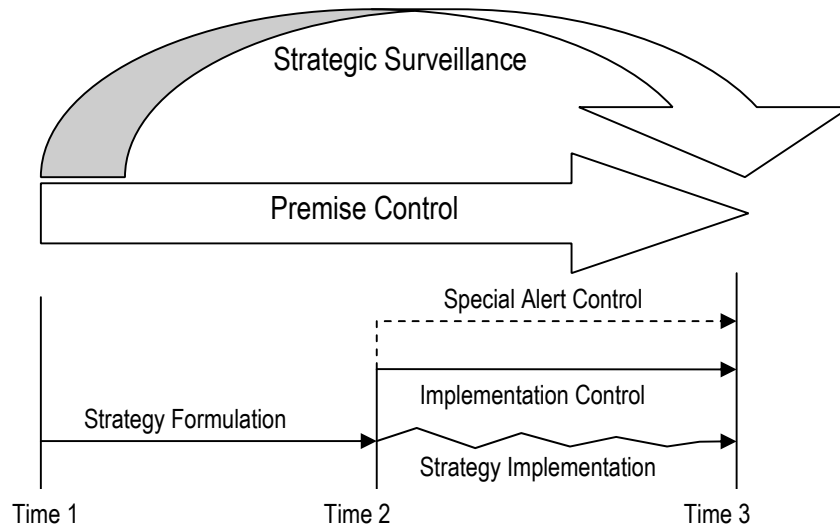 Strategic Surveillance
Premise Control
Special Alert Control
Implementation Control
Strategy Formulation
Strategy Implementation
Time 1
Time 2
Time 3